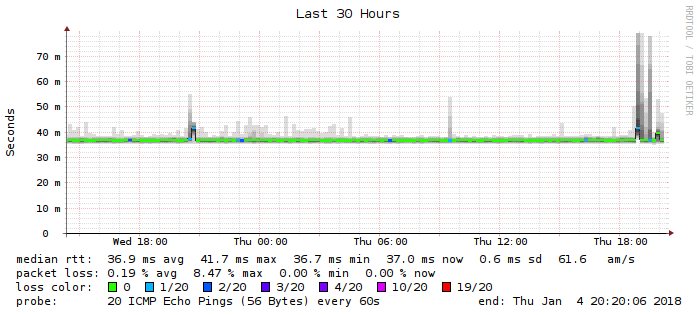 Last 30 Hours
RRDTOOL / TOBI OETIKER
Seconds
70 m
60 m
50 m
40 m
30 m
20 m
10 m
0
Wed 18:00 Thu 00:00 Thu 06:00 Thu 12:00 Thu 18:00
median rtt: 36.9 ms avg 41.7 ms max 36.7 ms min 37.0 ms now 0.6 ms sd 61.6 am/s
packet loss: 0.19 % avg 8.47 % max 0.00 % min 0.00 % now
loss color: 0 1/20 2/20 3/20 4/20 10/20 19/20
probe: 20 ICMP Echo Pings (56 Bytes) every 60s end: Thu Jan 4 20:20:06 2018